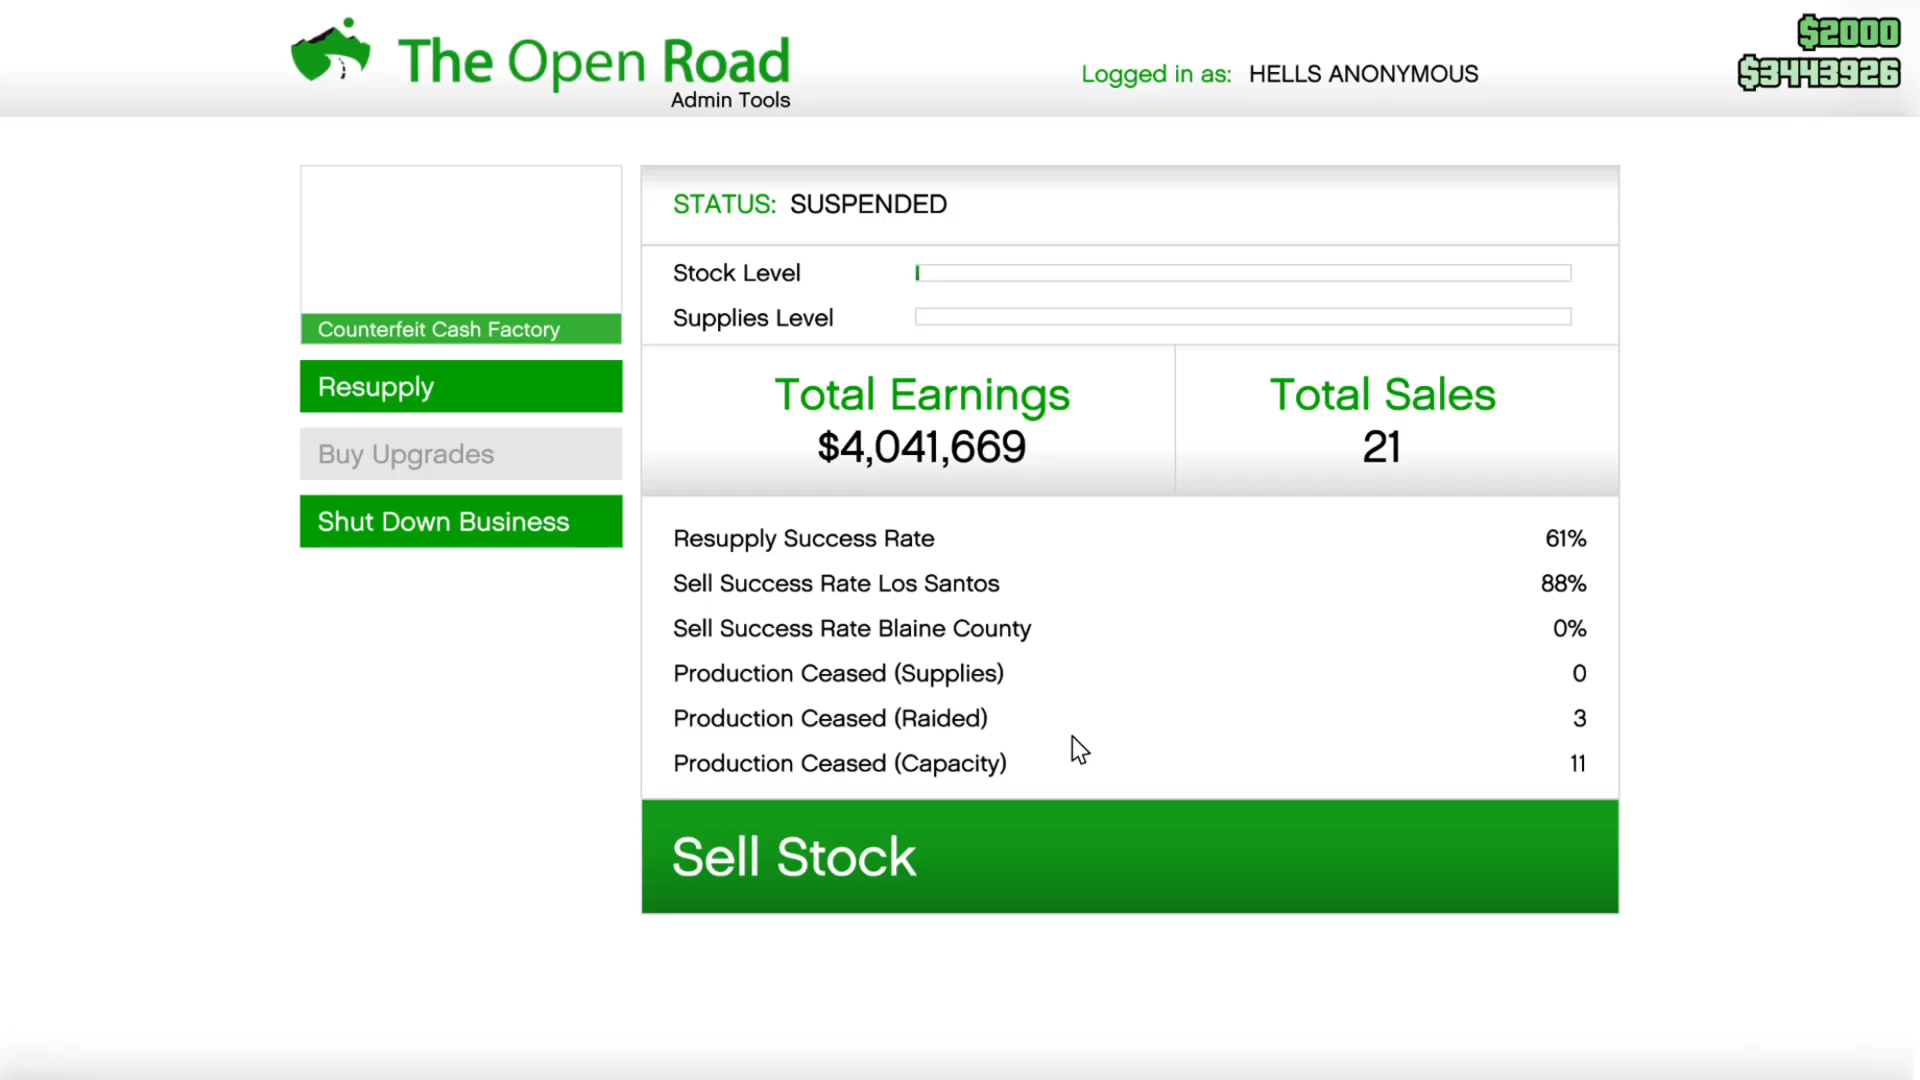 The Open Road
Admin Tools
Logged in as: HELLS ANONYMOUS
$2000
$3443926
Counterfeit Cash Factory
Resupply
Buy Upgrades
Shut Down Business
STATUS: SUSPENDED
Stock Level
Supplies Level
Total Earnings
$4,041,669
Total Sales
21
Resupply Success Rate 61%
Sell Success Rate Los Santos 88%
Sell Success Rate Blaine County 0%
Production Ceased (Supplies) 0
Production Ceased (Raided) 3
Production Ceased (Capacity) 11
Sell Stock